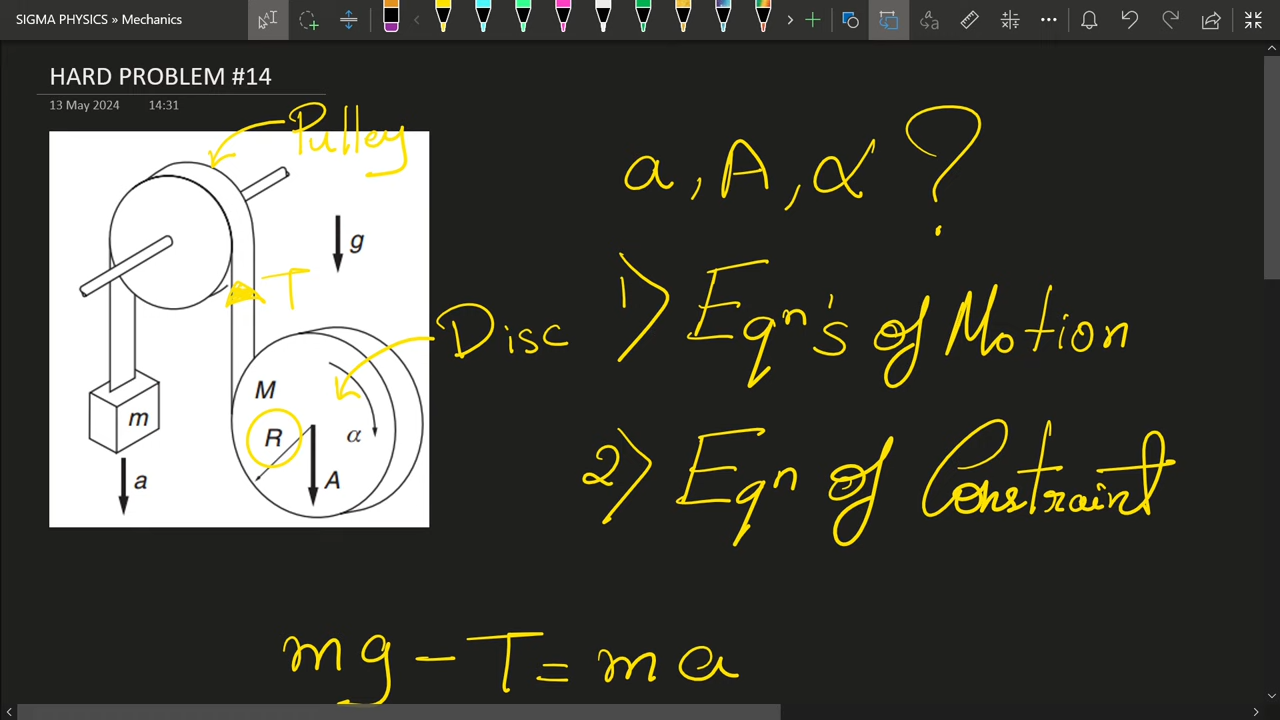 SIGMA PHYSICS » Mechanics
HARD PROBLEM #14
13 May 2024 14:31
Pulley
a, A, α ?
g
T
1) Eqⁿ's of Motion
Disc
M
m
R
α
a
A
2) Eqⁿ of Constraint
mg - T = ma